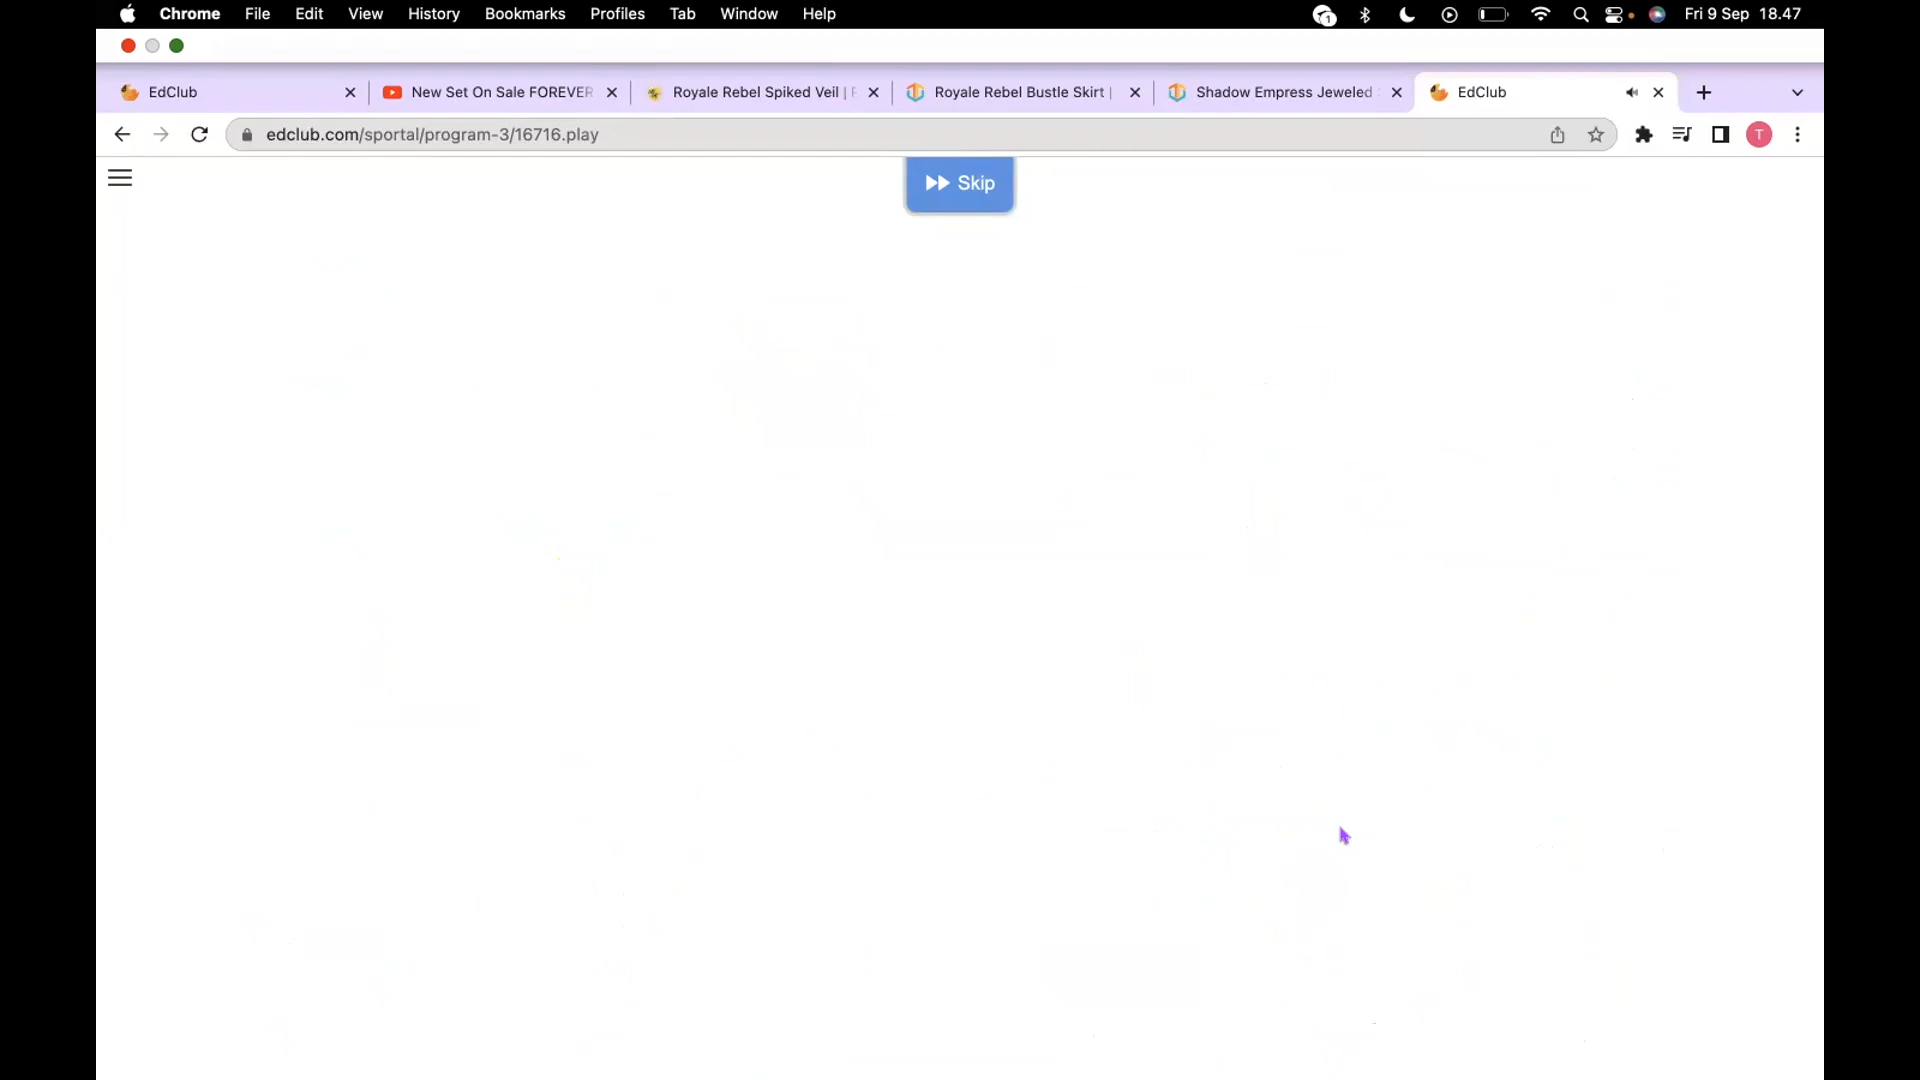 Chrome File Edit View History Bookmarks Profiles Tab Window Help 1 Fri 9 Sep 18.47
EdClub New Set On Sale FOREVER Royale Rebel Spiked Veil | Royale Rebel Bustle Skirt | Shadow Empress Jeweled EdClub
edclub.com/sportal/program-3/16716.play T
Skip